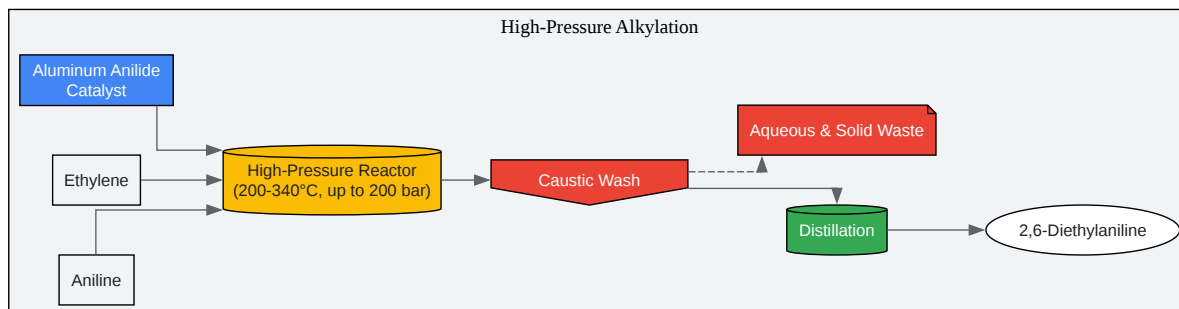 High-Pressure Alkylation
Aluminum Anilide
Catalyst
Ethylene
Aniline
High-Pressure Reactor
(200-340°C, up to 200 bar)
Caustic Wash
Aqueous & Solid Waste
Distillation
2,6-Diethylaniline